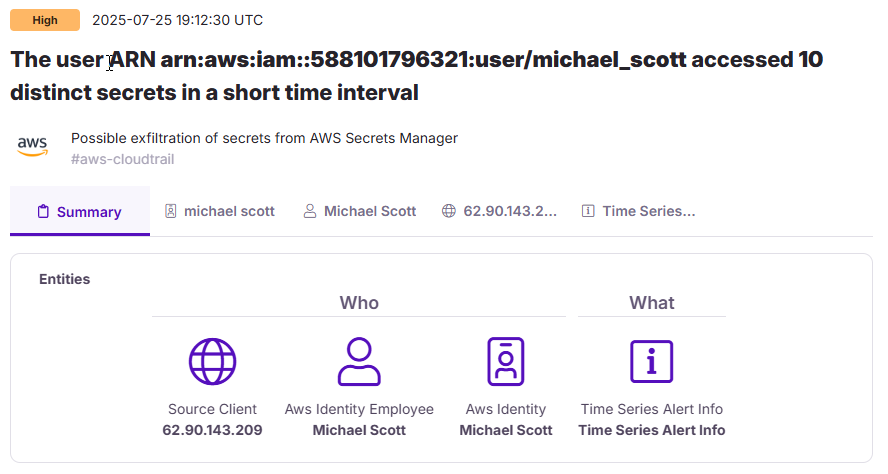 High 2025-07-25 19:12:30 UTC
The user ARN arn:aws:iam::588101796321:user/michael_scott accessed 10
distinct secrets in a short time interval
aws
Possible exfiltration of secrets from AWS Secrets Manager
#aws-cloudtrail
Summary michael scott Michael Scott 62.90.143.2... Time Series...
Entities
Who What
Source Client Aws Identity Employee Aws Identity Time Series Alert Info
62.90.143.209 Michael Scott Michael Scott Time Series Alert Info